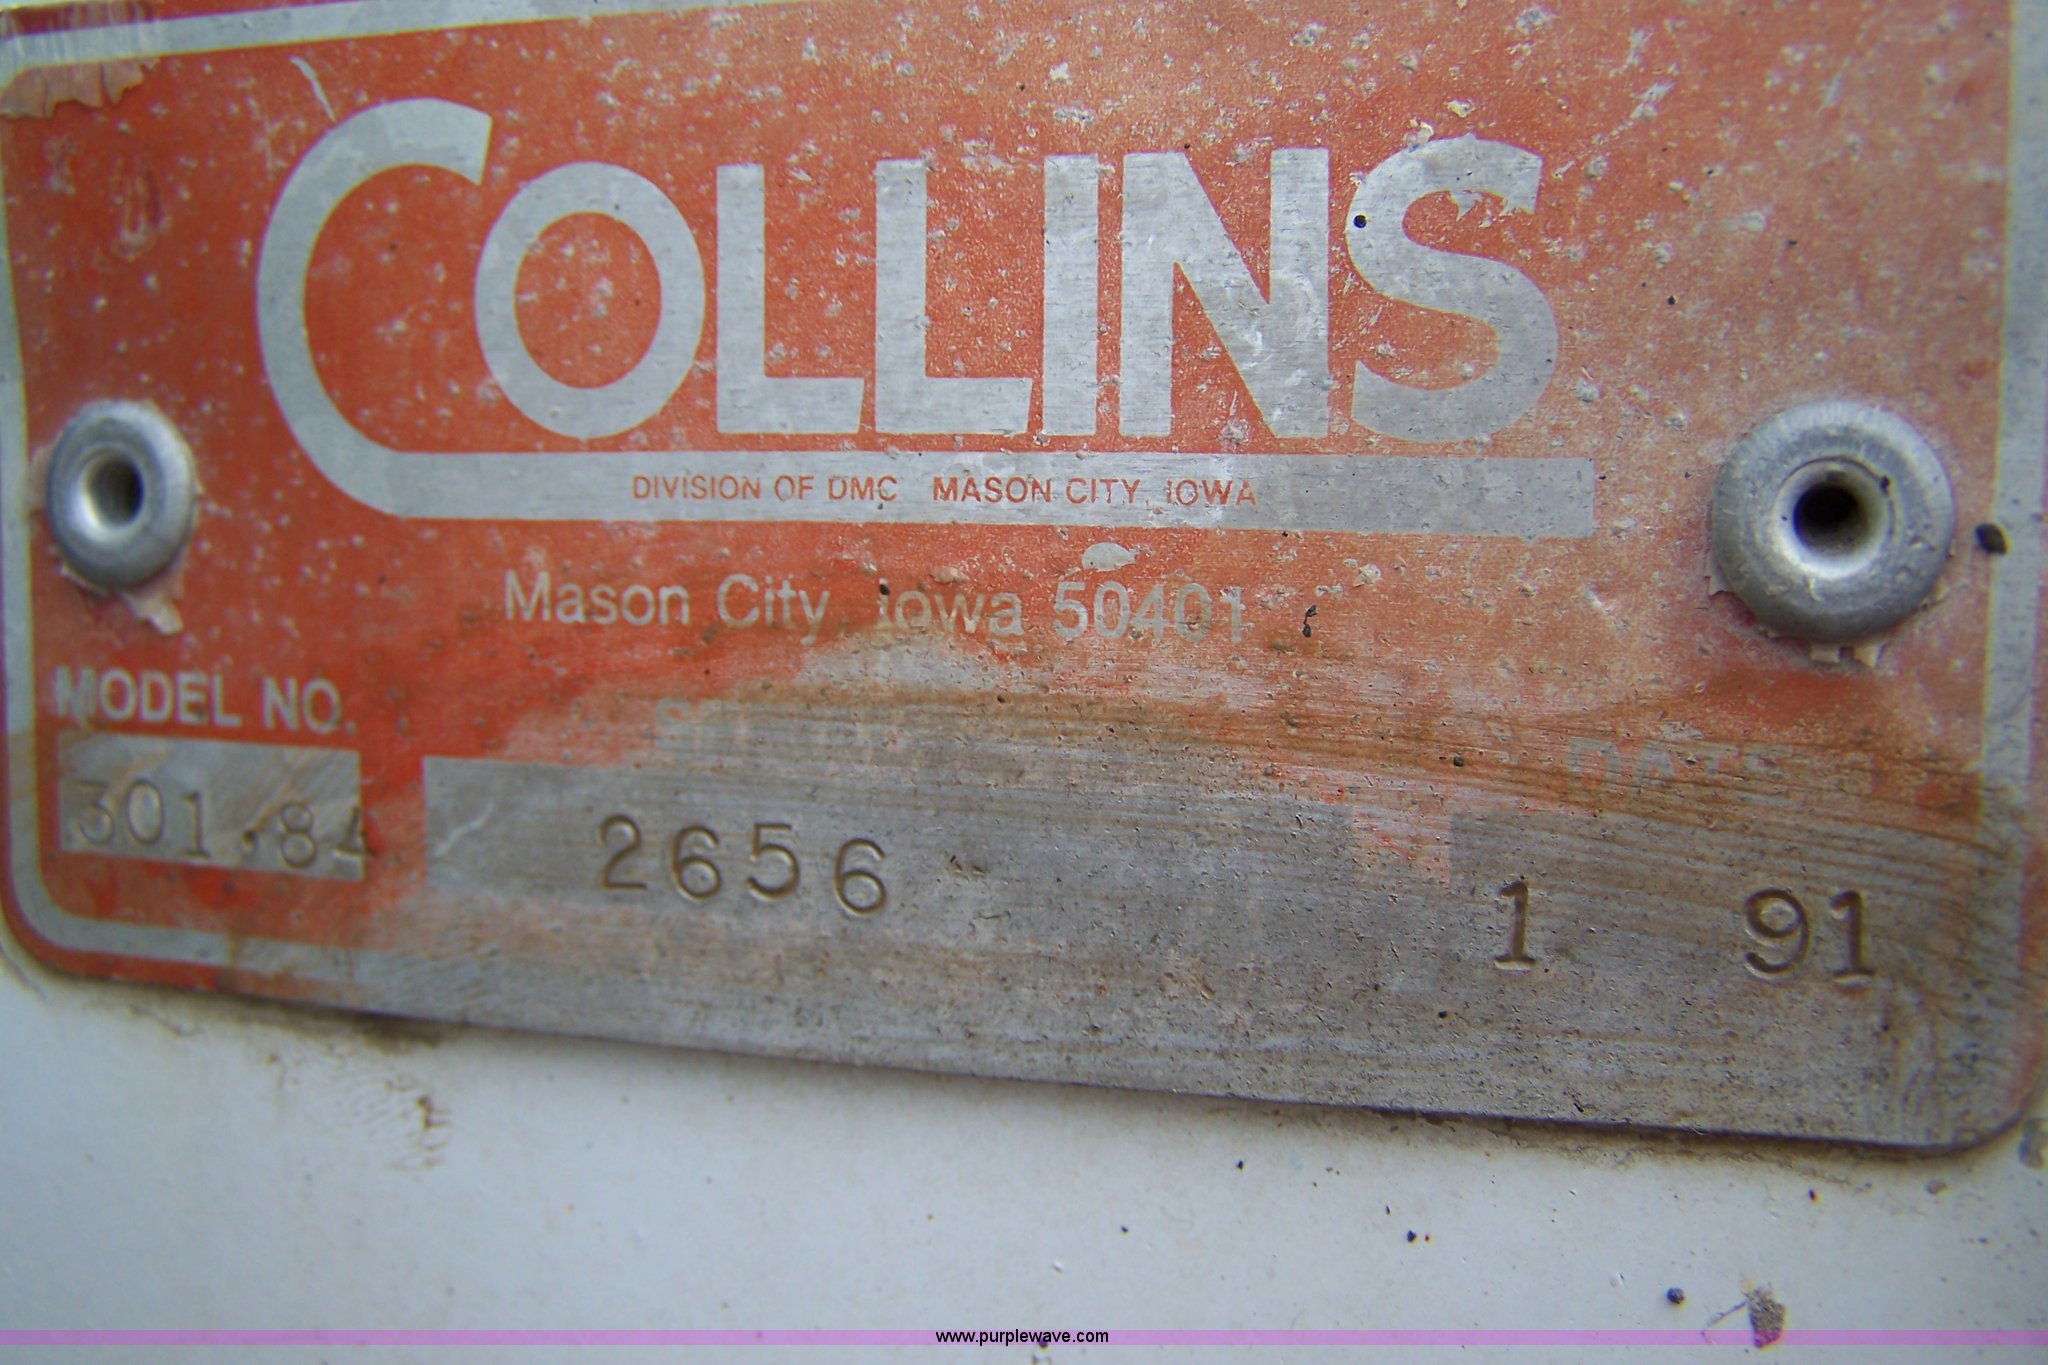 COLLINS
DIVISION OF DMC MASON CITY, IOWA
Mason City, Iowa 50401
MODEL NO.
301.84 2656 1 91
www.purplewave.com